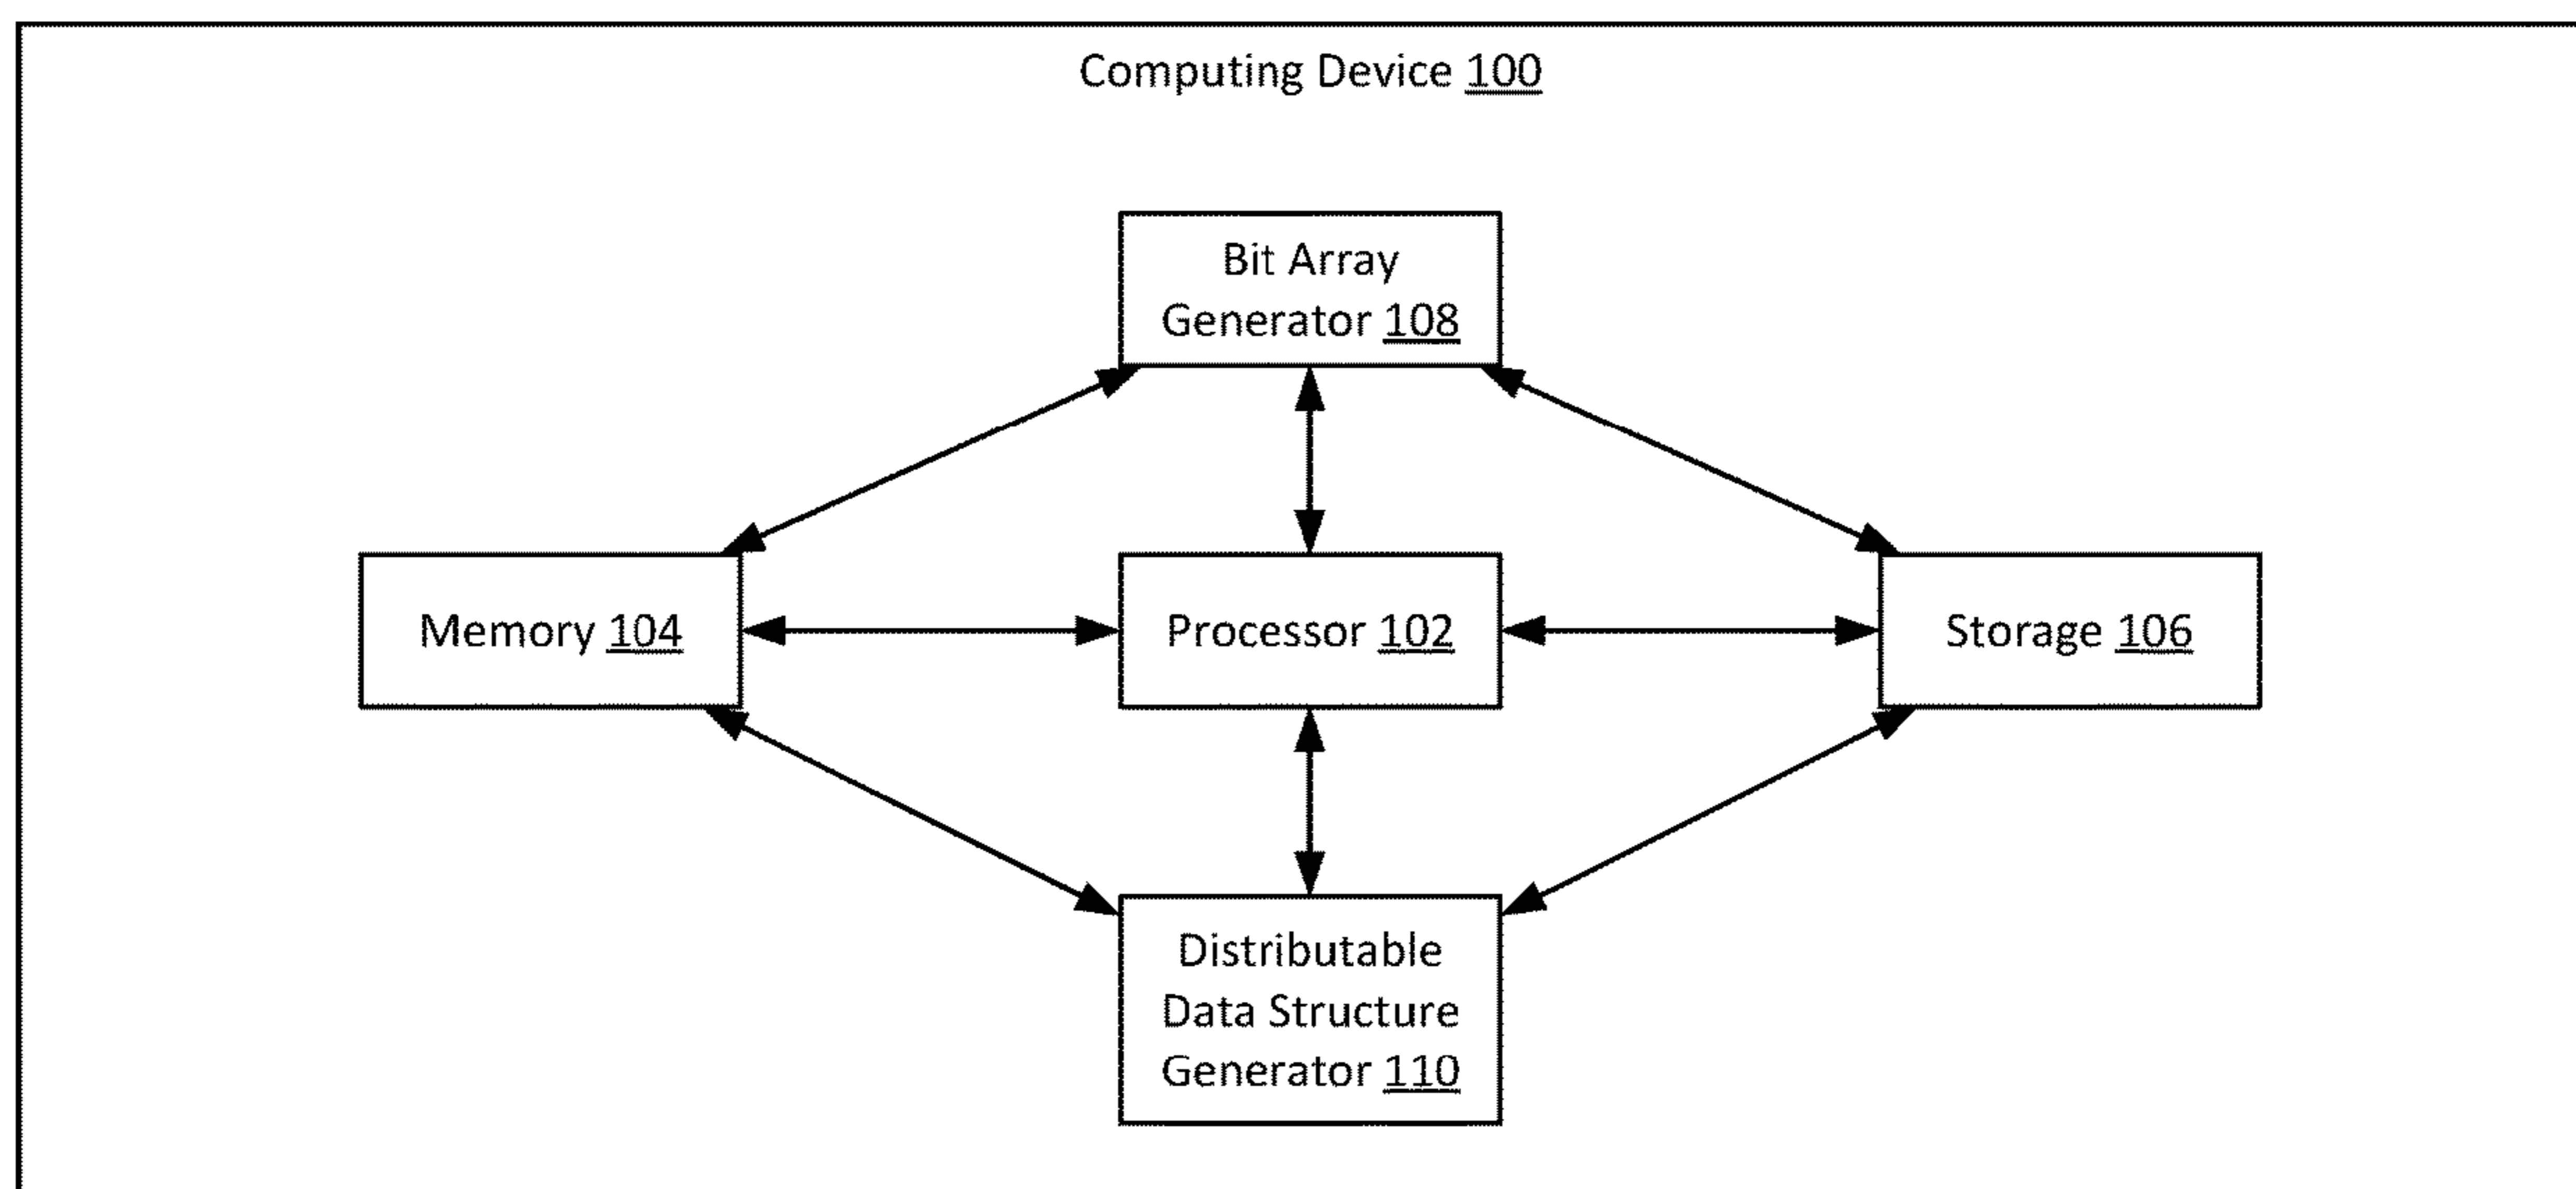 Computing Device 100
Bit Array
Generator 108
Memory 104
Processor 102
Storage 106
Distributable
Data Structure
Generator 110